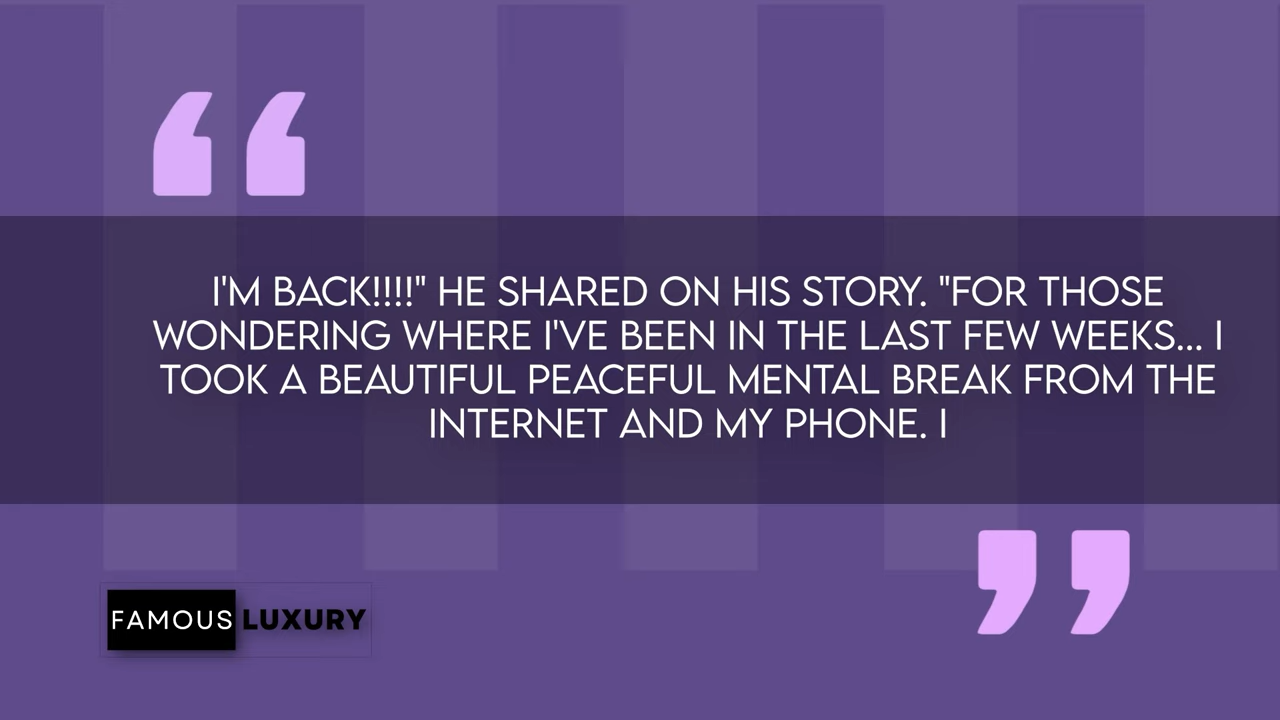 I'M BACK!!!!" HE SHARED ON HIS STORY. "FOR THOSE
WONDERING WHERE I'VE BEEN IN THE LAST FEW WEEKS... I
TOOK A BEAUTIFUL PEACEFUL MENTAL BREAK FROM THE
INTERNET AND MY PHONE. I
FAMOUS LUXURY